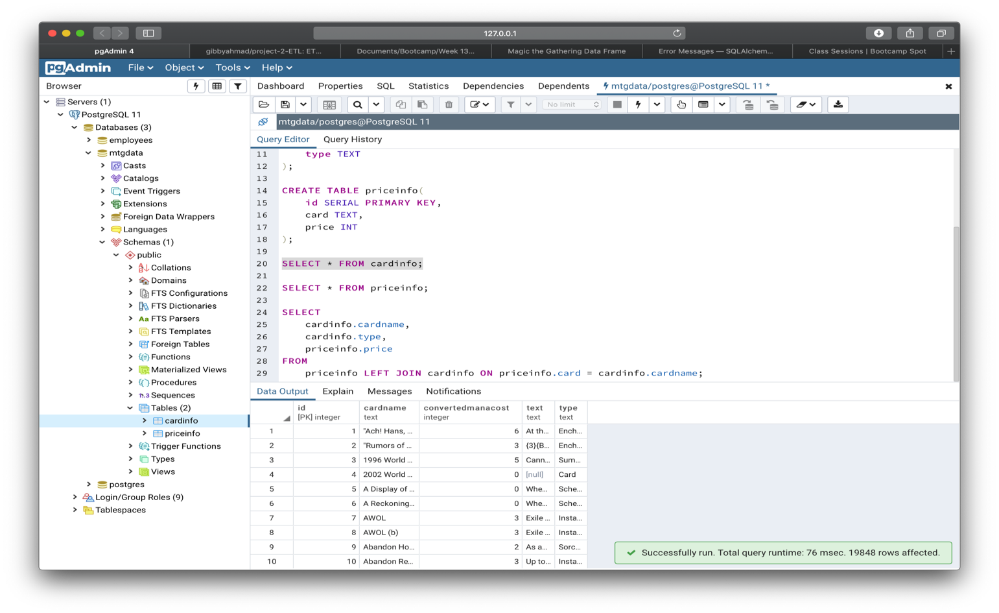 127.0.0.1
pgAdmin 4
gibbyahmad/project-2-ETL: ET...
Documents/Bootcamp/Week 13...
Magic the Gathering Data Frame
Error Messages — SQLAlchem...
Class Sessions | Bootcamp Spot
pgAdmin File Object Tools Help
Browser
Dashboard Properties SQL Statistics Dependencies Dependents mtgdata/postgres@PostgreSQL 11 *
No limit
mtgdata/postgres@PostgreSQL 11
Query Editor Query History
Servers (1)
PostgreSQL 11
Databases (3)
employees
mtgdata
Casts
Catalogs
Event Triggers
Extensions
Foreign Data Wrappers
Languages
Schemas (1)
public
Collations
Domains
FTS Configurations
FTS Dictionaries
Aa FTS Parsers
FTS Templates
Foreign Tables
Functions
Materialized Views
Procedures
1..3 Sequences
Tables (2)
cardinfo
priceinfo
Trigger Functions
Types
Views
postgres
Login/Group Roles (9)
Tablespaces
11 type TEXT
12 );
13
14 CREATE TABLE priceinfo(
15 id SERIAL PRIMARY KEY,
16 card TEXT,
17 price INT
18 );
19
20 SELECT * FROM cardinfo;
21
22 SELECT * FROM priceinfo;
23
24 SELECT
25 cardinfo.cardname,
26 cardinfo.type,
27 priceinfo.price
28 FROM
29 priceinfo LEFT JOIN cardinfo ON priceinfo.card = cardinfo.cardname;
Data Output Explain Messages Notifications
id cardname convertedmanacost text type
[PK] integer text integer text text
1 1 "Ach! Hans, ... 6 At th... Ench...
2 2 "Rumors of ... 3 {3}{B... Ench...
3 3 1996 World ... 5 Cann... Sum...
4 4 2002 World ... 0 [null] Card
5 5 A Display of ... 0 Whe... Sche...
6 6 A Reckoning... 0 Whe... Sche...
7 7 AWOL 3 Exile ... Insta...
8 8 AWOL (b) 3 Exile ... Insta...
9 9 Abandon Ho... 2 As a... Sorc...
10 10 Abandon Re... 3 Up to... Insta...
Successfully run. Total query runtime: 76 msec. 19848 rows affected.